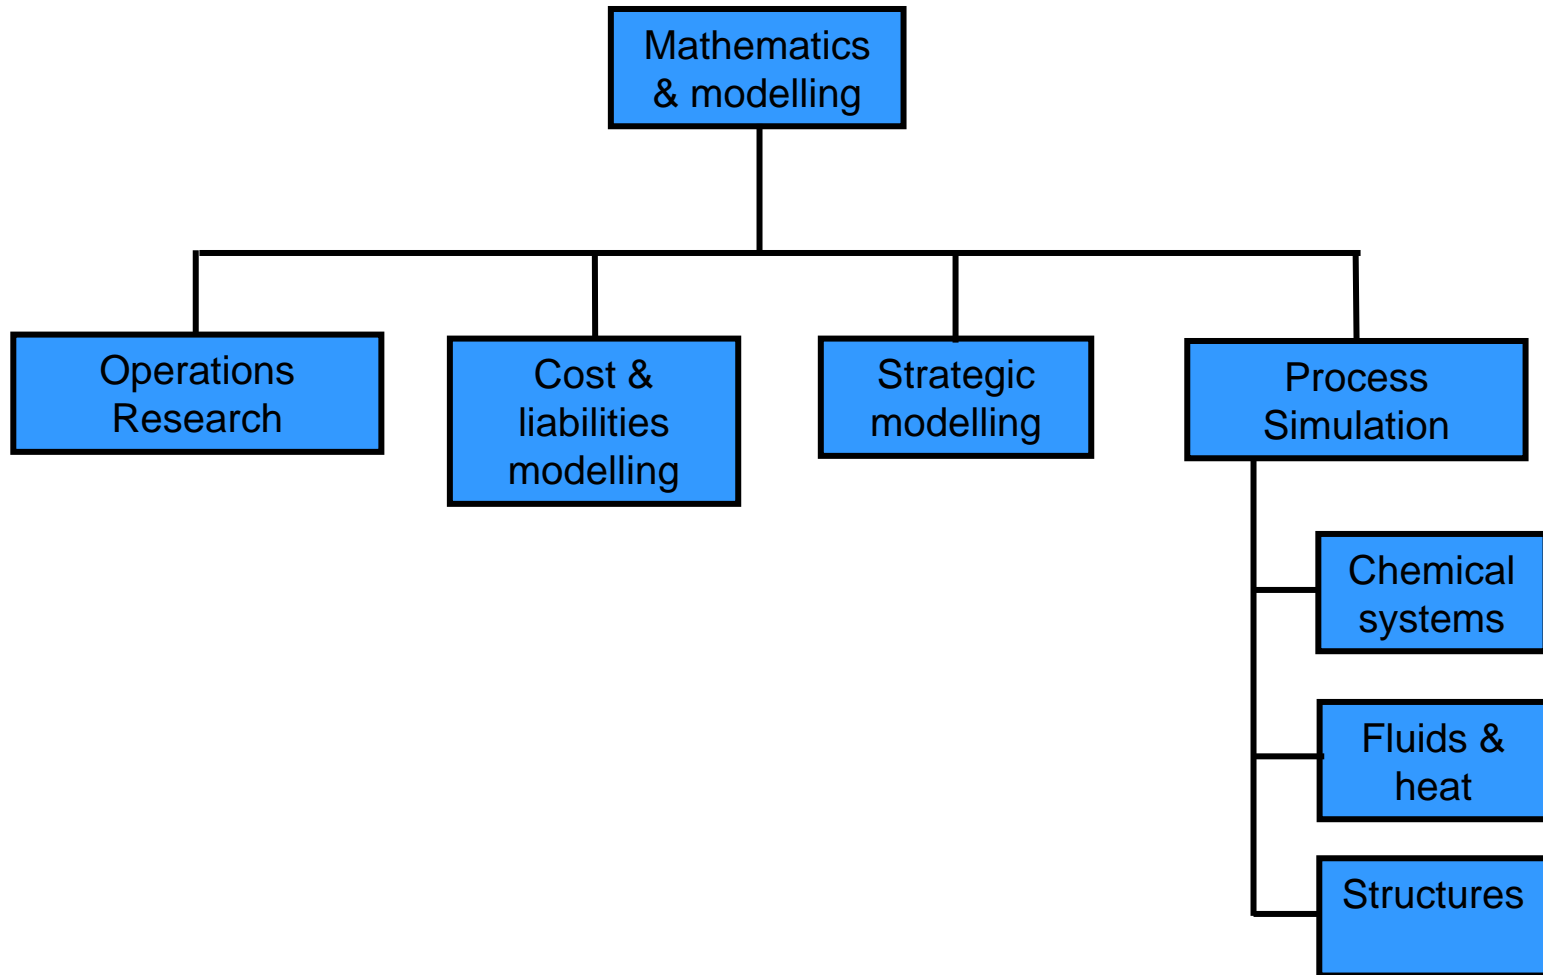 Mathematics
& modelling
Operations
Research
Cost &
liabilities
modelling
Strategic
modelling
Process
Simulation
Chemical
systems
Fluids &
heat
Structures